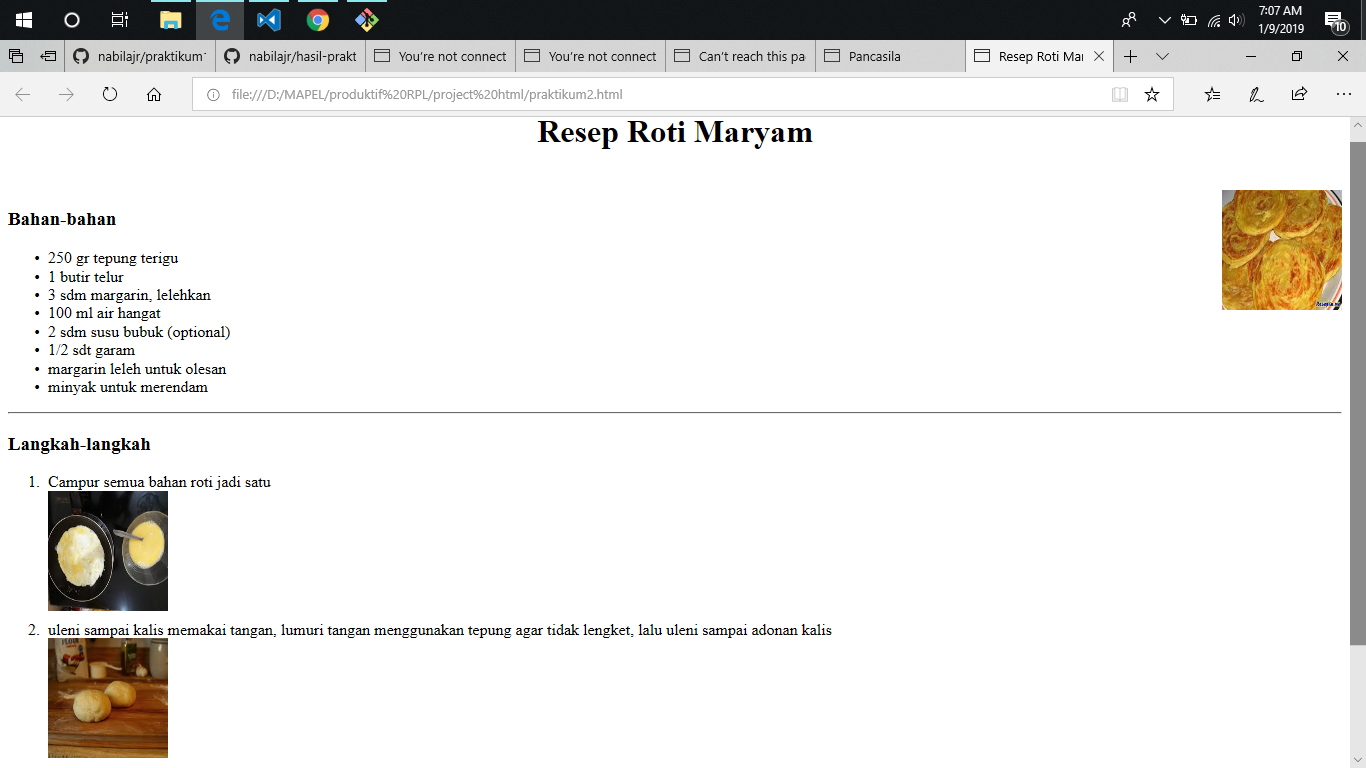 7:07 AM
1/9/2019
10
nabilajr/praktikum
nabilajr/hasil-prakt
You're not connect
You're not connect
Can't reach this pa
Pancasila
Resep Roti Mar
file:///D:/MAPEL/produktif%20RPL/project%20html/praktikum2.html
Resep Roti Maryam
Bahan-bahan
• 250 gr tepung terigu
• 1 butir telur
• 3 sdm margarin, lelehkan
• 100 ml air hangat
• 2 sdm susu bubuk (optional)
• 1/2 sdt garam
• margarin leleh untuk olesan
• minyak untuk merendam
Langkah-langkah
1. Campur semua bahan roti jadi satu
2. uleni sampai kalis memakai tangan, lumuri tangan menggunakan tepung agar tidak lengket, lalu uleni sampai adonan kalis